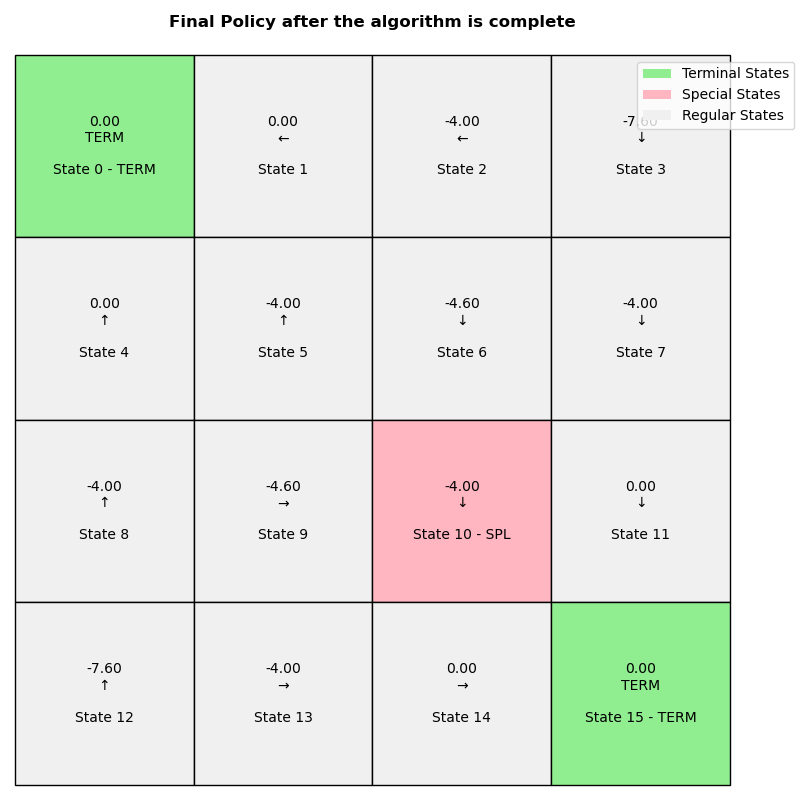 Final Policy after the algorithm is complete
Terminal States
Special States
Regular States
0.00
TERM
State 0 - TERM
0.00
←
State 1
-4.00
←
State 2
-7.60
↓
State 3
0.00
↑
State 4
-4.00
↑
State 5
-4.60
↓
State 6
-4.00
↓
State 7
-4.00
↑
State 8
-4.60
→
State 9
-4.00
↓
State 10 - SPL
0.00
↓
State 11
-7.60
↑
State 12
-4.00
→
State 13
0.00
→
State 14
0.00
TERM
State 15 - TERM